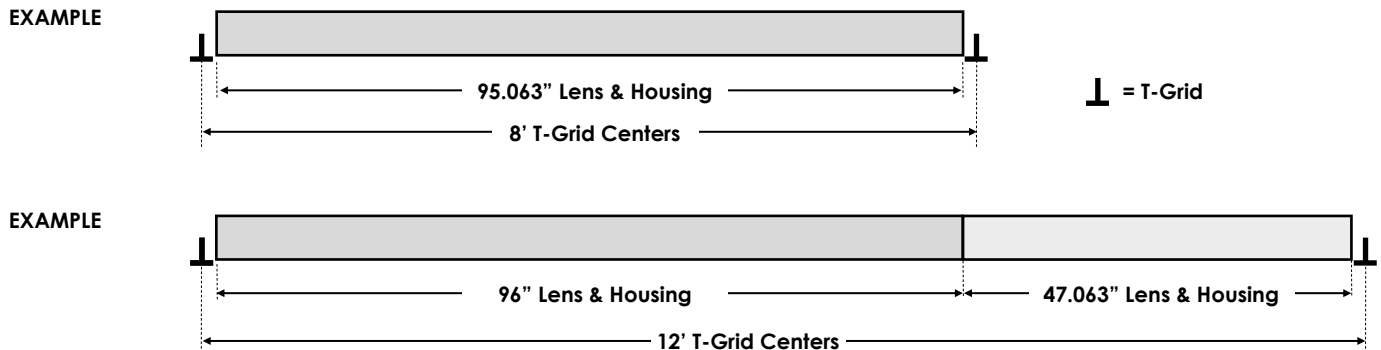 EXAMPLE
95.063” Lens & Housing
= T-Grid
8’ T-Grid Centers
EXAMPLE
96” Lens & Housing
47.063” Lens & Housing
12’ T-Grid Centers